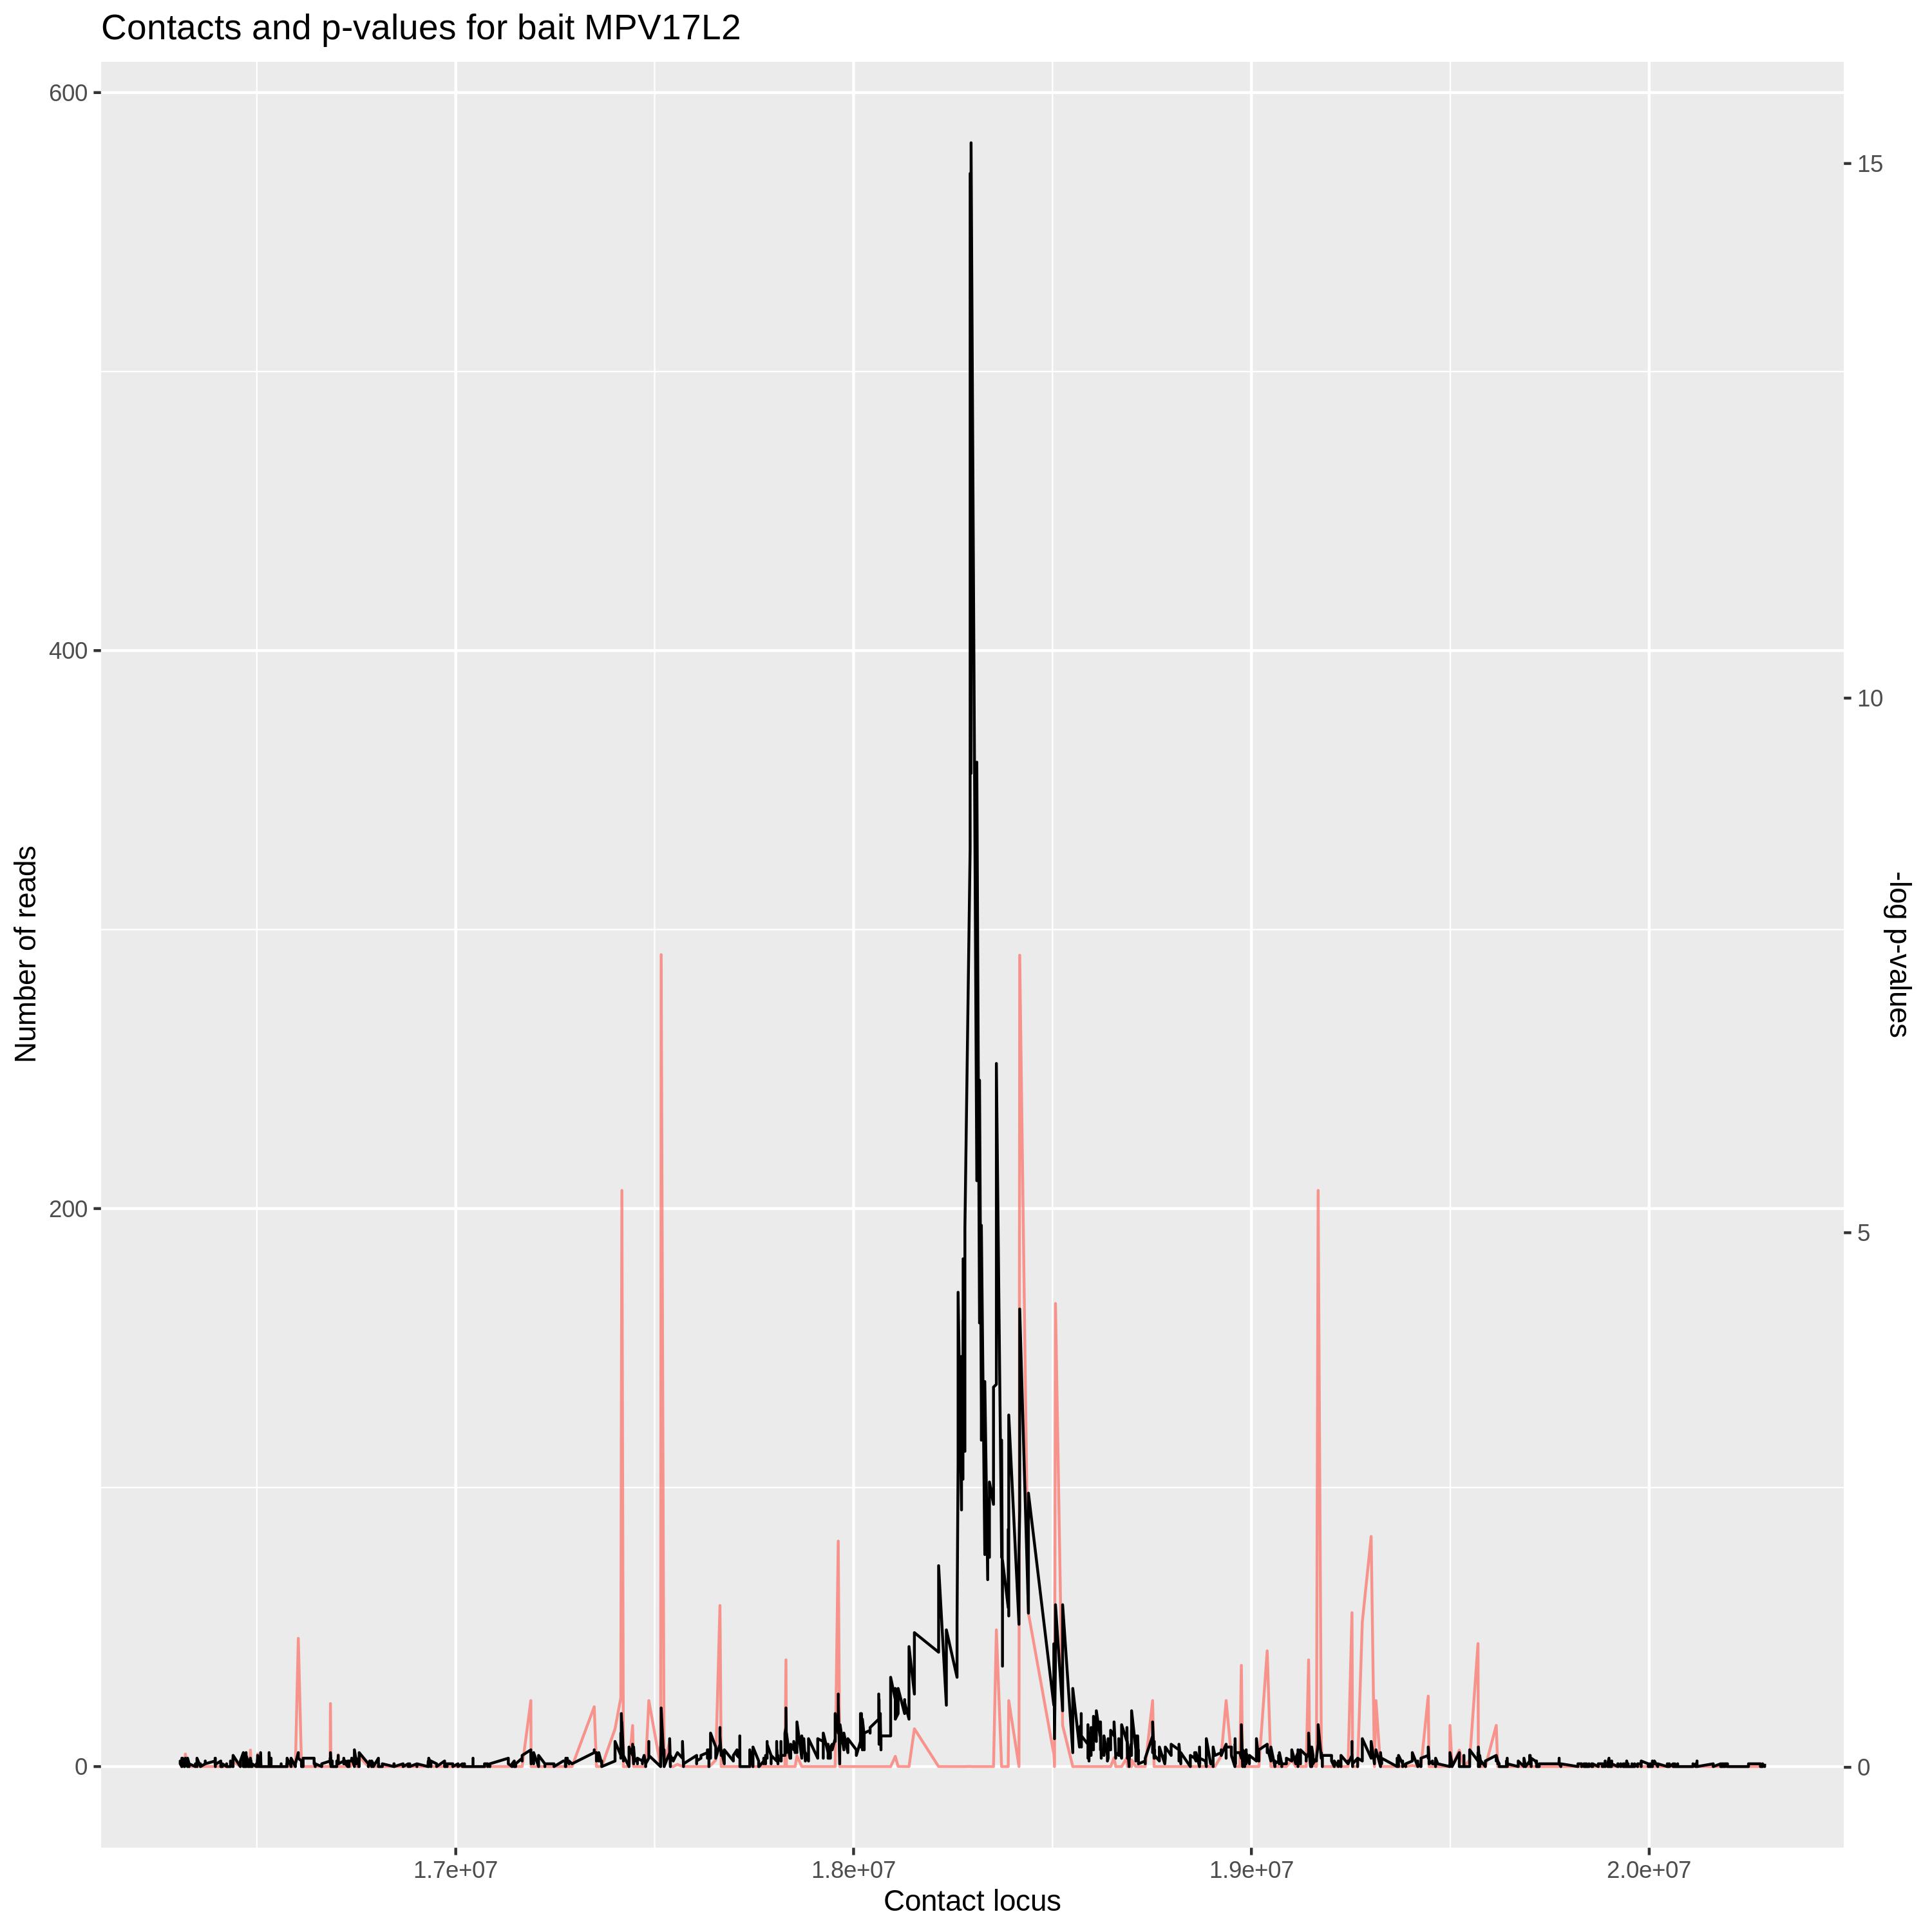 Contacts and p-values for bait MPV17L2
600
400
200
0
Number of reads
15
10
5
0
-log p-values
1.7e+07
1.8e+07
1.9e+07
2.0e+07
Contact locus